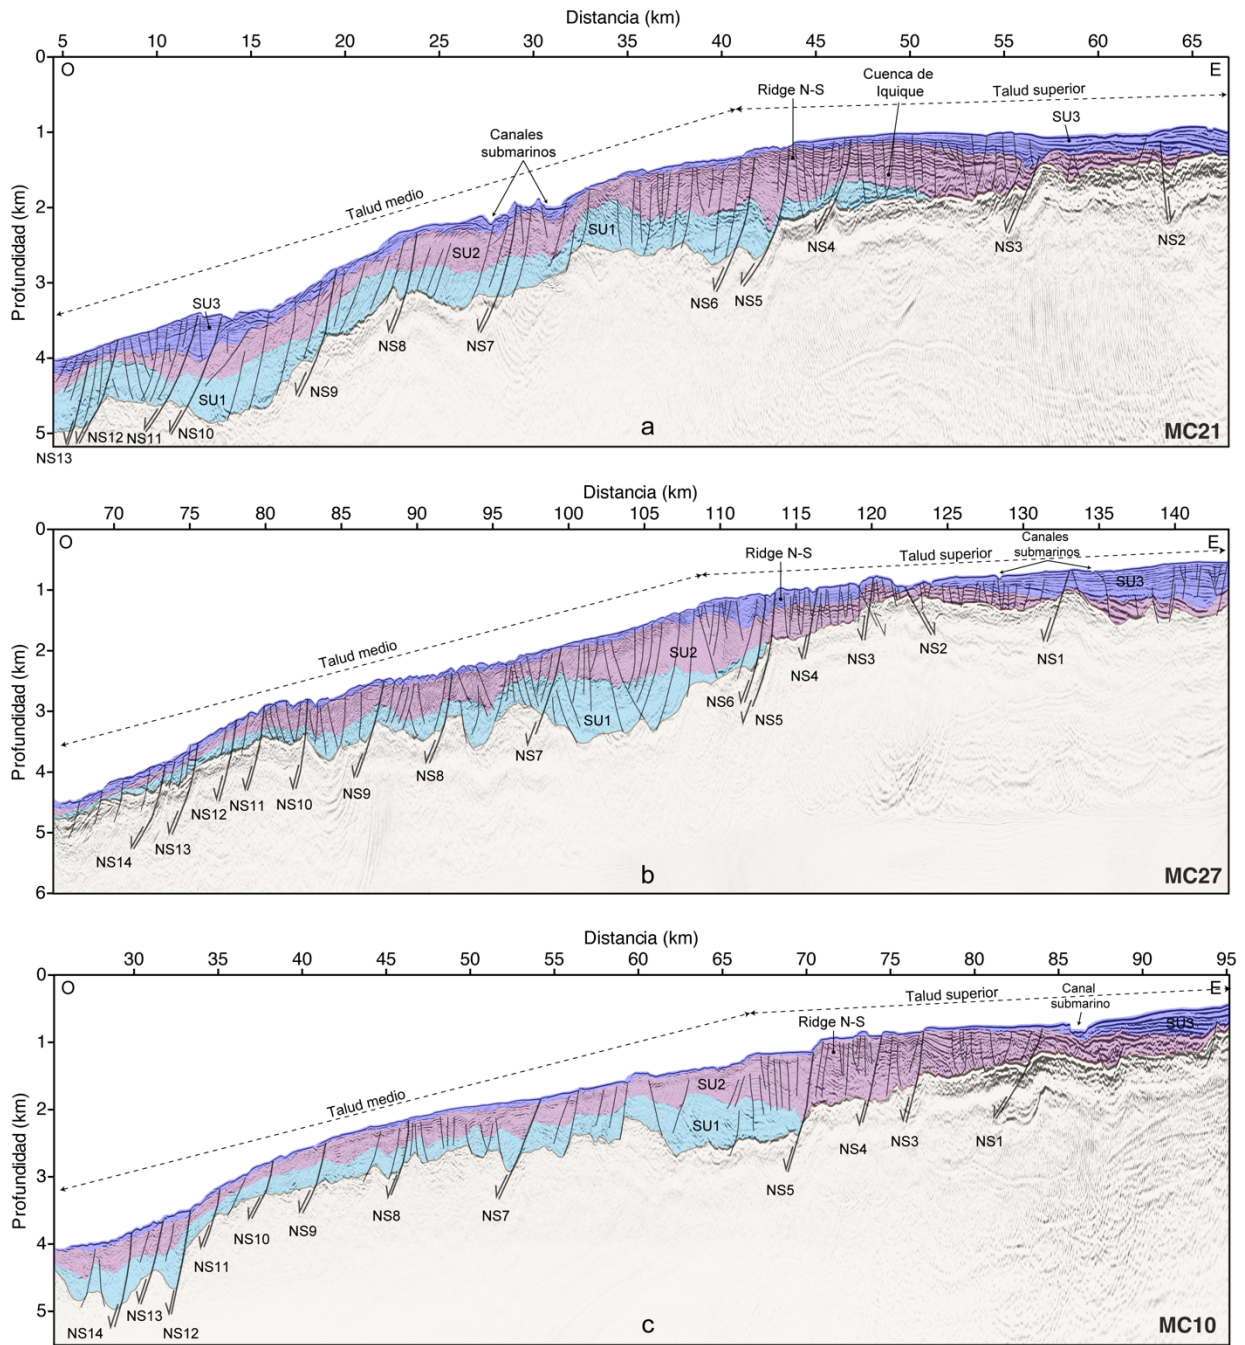 Distancia (km)
5 10 15 20 25 30 35 40 45 50 55 60 65
0
O
E
Cuenca de
Iquique
Ridge N-S
Talud superior
SU3
1
Canales
submarinos
Talud medio
2
SU1
SU2
NS4
NS3
NS2
Profundidad (km)
3
NS6
NS5
SU3
NS8
NS7
4
NS9
SU1
5
NS13
NS12
NS11
NS10
a
MC21
Distancia (km)
70 75 80 85 90 95 100 105 110 115 120 125 130 135 140
0
O
E
Ridge N-S
Talud superior
Canales
submarinos
SU3
1
Talud medio
2
SU2
NS3
NS2
NS1
NS4
NS6
NS5
Profundidad (km)
3
SU1
NS7
NS8
NS9
4
NS10
NS11
NS12
NS13
NS14
5
6
b
MC27
Distancia (km)
30 35 40 45 50 55 60 65 70 75 80 85 90 95
0
O
E
Talud superior
Canal
submarino
Ridge N-S
SU3
1
Talud medio
SU2
2
SU1
NS4
NS3
NS1
NS5
Profundidad (km)
3
NS7
NS8
NS9
NS10
NS11
4
5
NS14
NS13
NS12
c
MC10